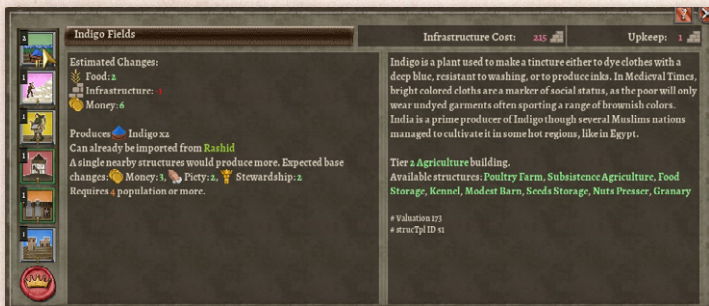 Indigo Fields
Infrastructure Cost: 215
Upkeep: 1
2
1
1
1
1
1
Estimated Changes:
Food:2
Infrastructure: -1
Money:6
Produces Indigo x2
Can already be imported from Rashid
A single nearby structures would produce more. Expected base
changes: Money:3, Piety:2, Stewardship:2
Requires 4 population or more.
Indigo is a plant used to make a tincture either to dye clothes with a
deep blue, resistant to washing, or to produce inks. In Medieval Times,
bright colored cloths are a marker of social status, as the poor will only
wear undyed garments often sporting a range of brownish colors.
India is a prime producer of Indigo though several Muslims nations
managed to cultivate it in some hot regions, like in Egypt.
Tier 2 Agriculture building.
Available structures: Poultry Farm, Subsistence Agriculture, Food
Storage, Kennel, Modest Barn, Seeds Storage, Nuts Presser, Granary
# Valuation 173
# strucTpl ID 51